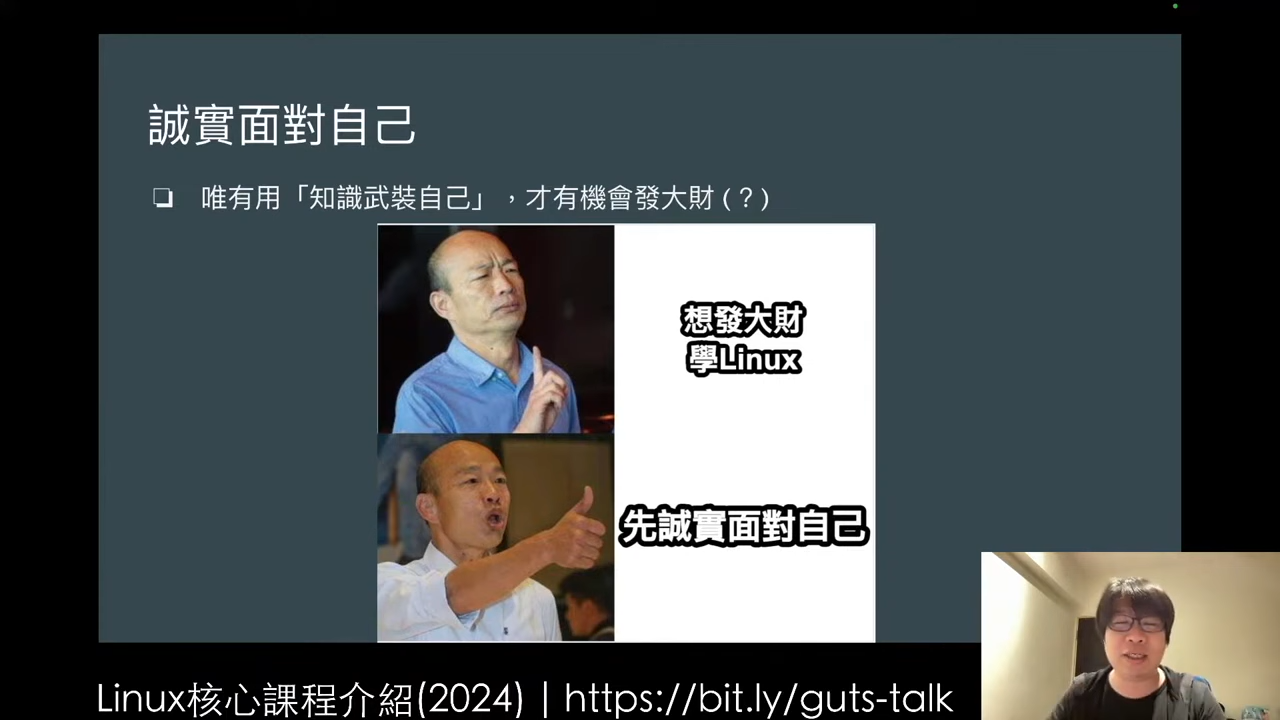 誠實面對自己
❏ 唯有用「知識武裝自己」，才有機會發大財 ( ? )
想發大財
學Linux
先誠實面對自己
Linux核心課程介紹(2024) | https://bit.ly/guts-talk